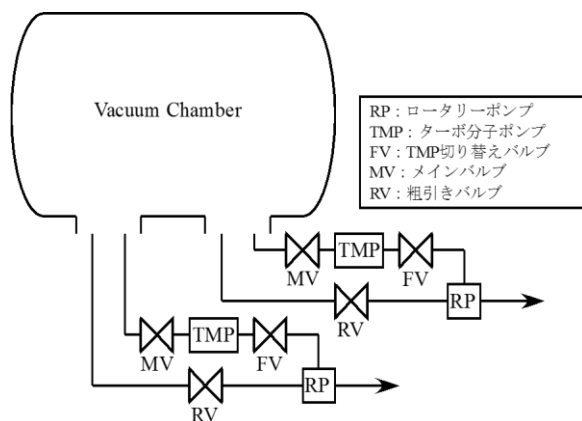 Vacuum Chamber
RP：ロータリーポンプ
TMP：ターボ分子ポンプ
FV：TMP切り替えバルブ
MV：メインバルブ
RV：粗引きバルブ
TMP
MV
FV
RP
RV
TMP
MV
FV
RP
RV